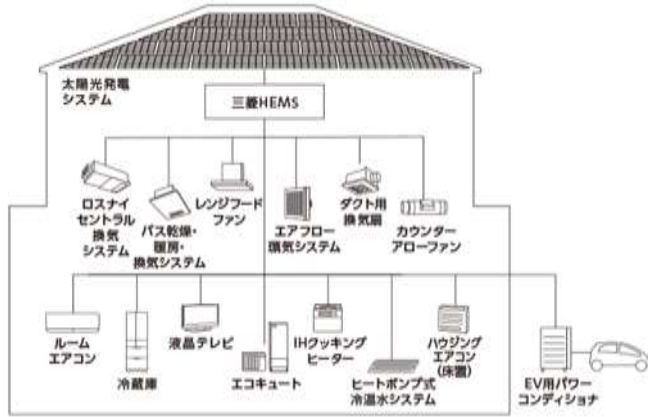 太陽光発電
システム
三菱HEMS
ロスナイ
セントラル
換気
システム
バス乾燥・
暖房・
換気システム
レンジフード
ファン
エアフロー
環気システム
ダクト用
換気扇
カウンター
アローファン
ルーム
エアコン
冷蔵庫
液晶テレビ
エコキュート
IHクッキング
ヒーター
ヒートポンプ式
冷温水システム
ハウジング
エアコン
(床置)
EV用パワー
コンディショナ